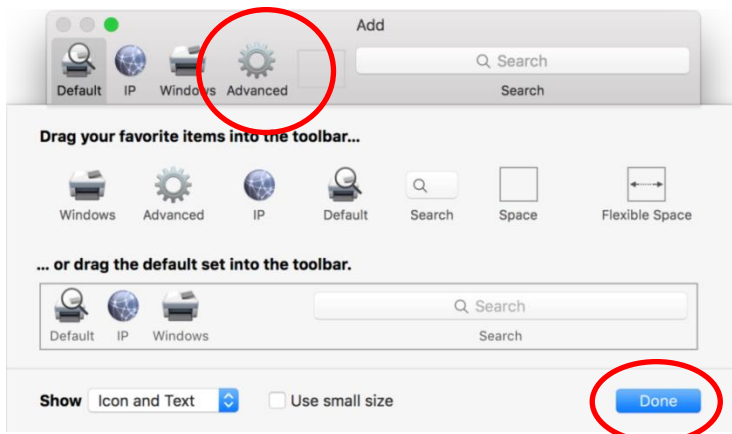 Add
Search
Default IP Windows Advanced Search
Drag your favorite items into the toolbar...
Windows Advanced IP Default Search Space Flexible Space
... or drag the default set into the toolbar.
Search
Default IP Windows Search
Show Icon and Text Use small size Done